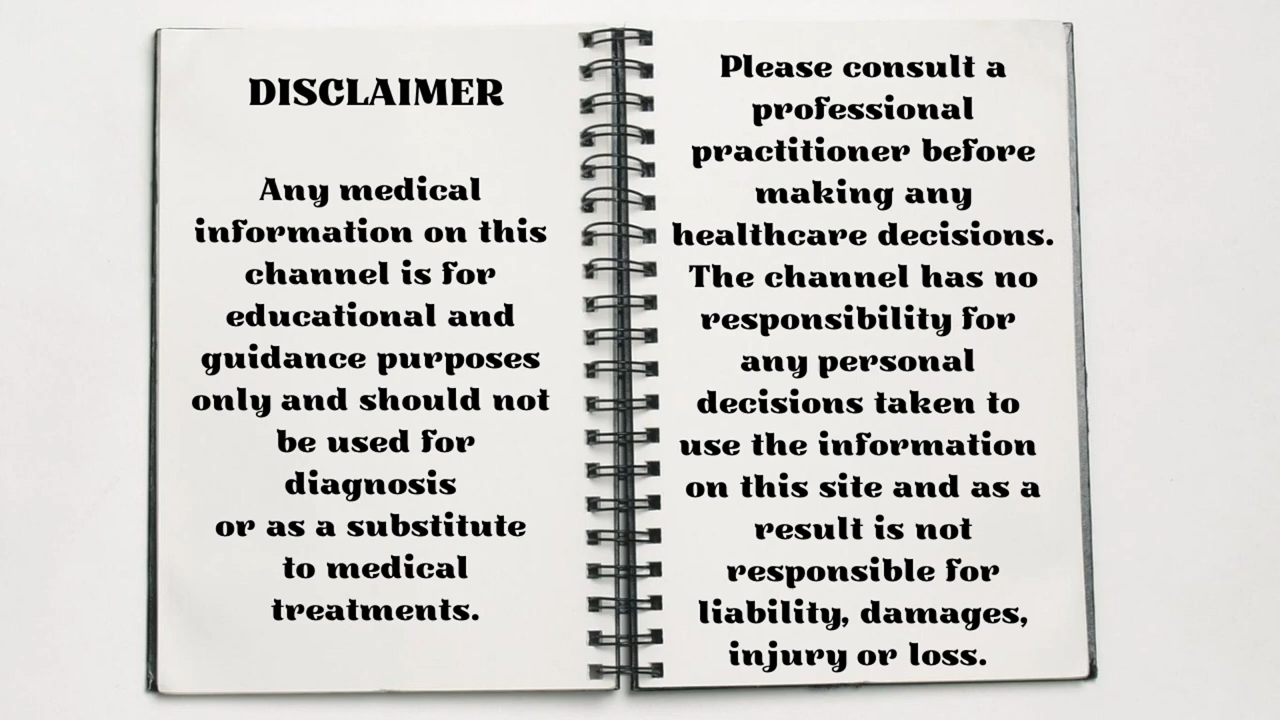 DISCLAIMER
Any medical
information on this
channel is for
educational and
guidance purposes
only and should not
be used for
diagnosis
or as a substitute
to medical
treatments.
Please consult a
professional
practitioner before
making any
healthcare decisions.
The channel has no
responsibility for
any personal
decisions taken to
use the information
on this site and as a
result is not
responsible for
liability, damages,
injury or loss.